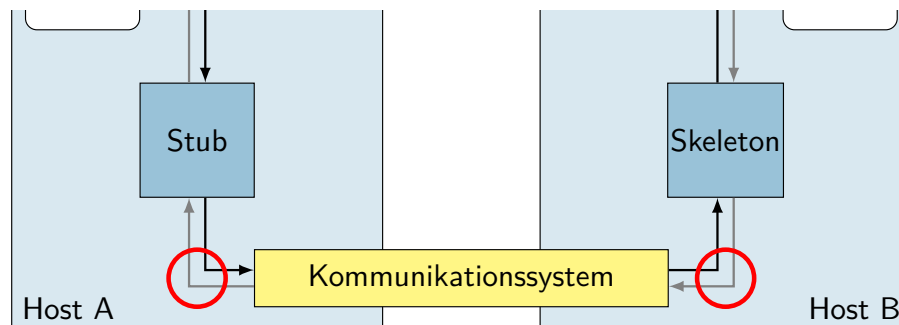 Stub
Skeleton
Kommunikationssystem
Host A
Host B